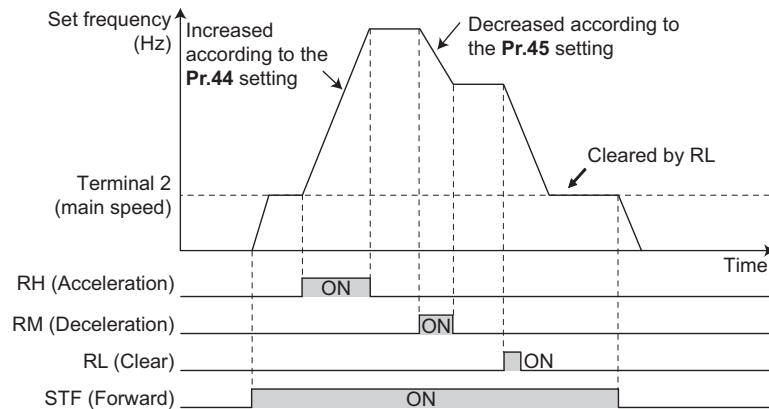 Set frequency
(Hz)
Increased
according to the
Pr.44 setting
Decreased according to
the Pr.45 setting
Cleared by RL
Terminal 2
(main speed)
Time
RH (Acceleration)
ON
RM (Deceleration)
ON
RL (Clear)
ON
STF (Forward)
ON